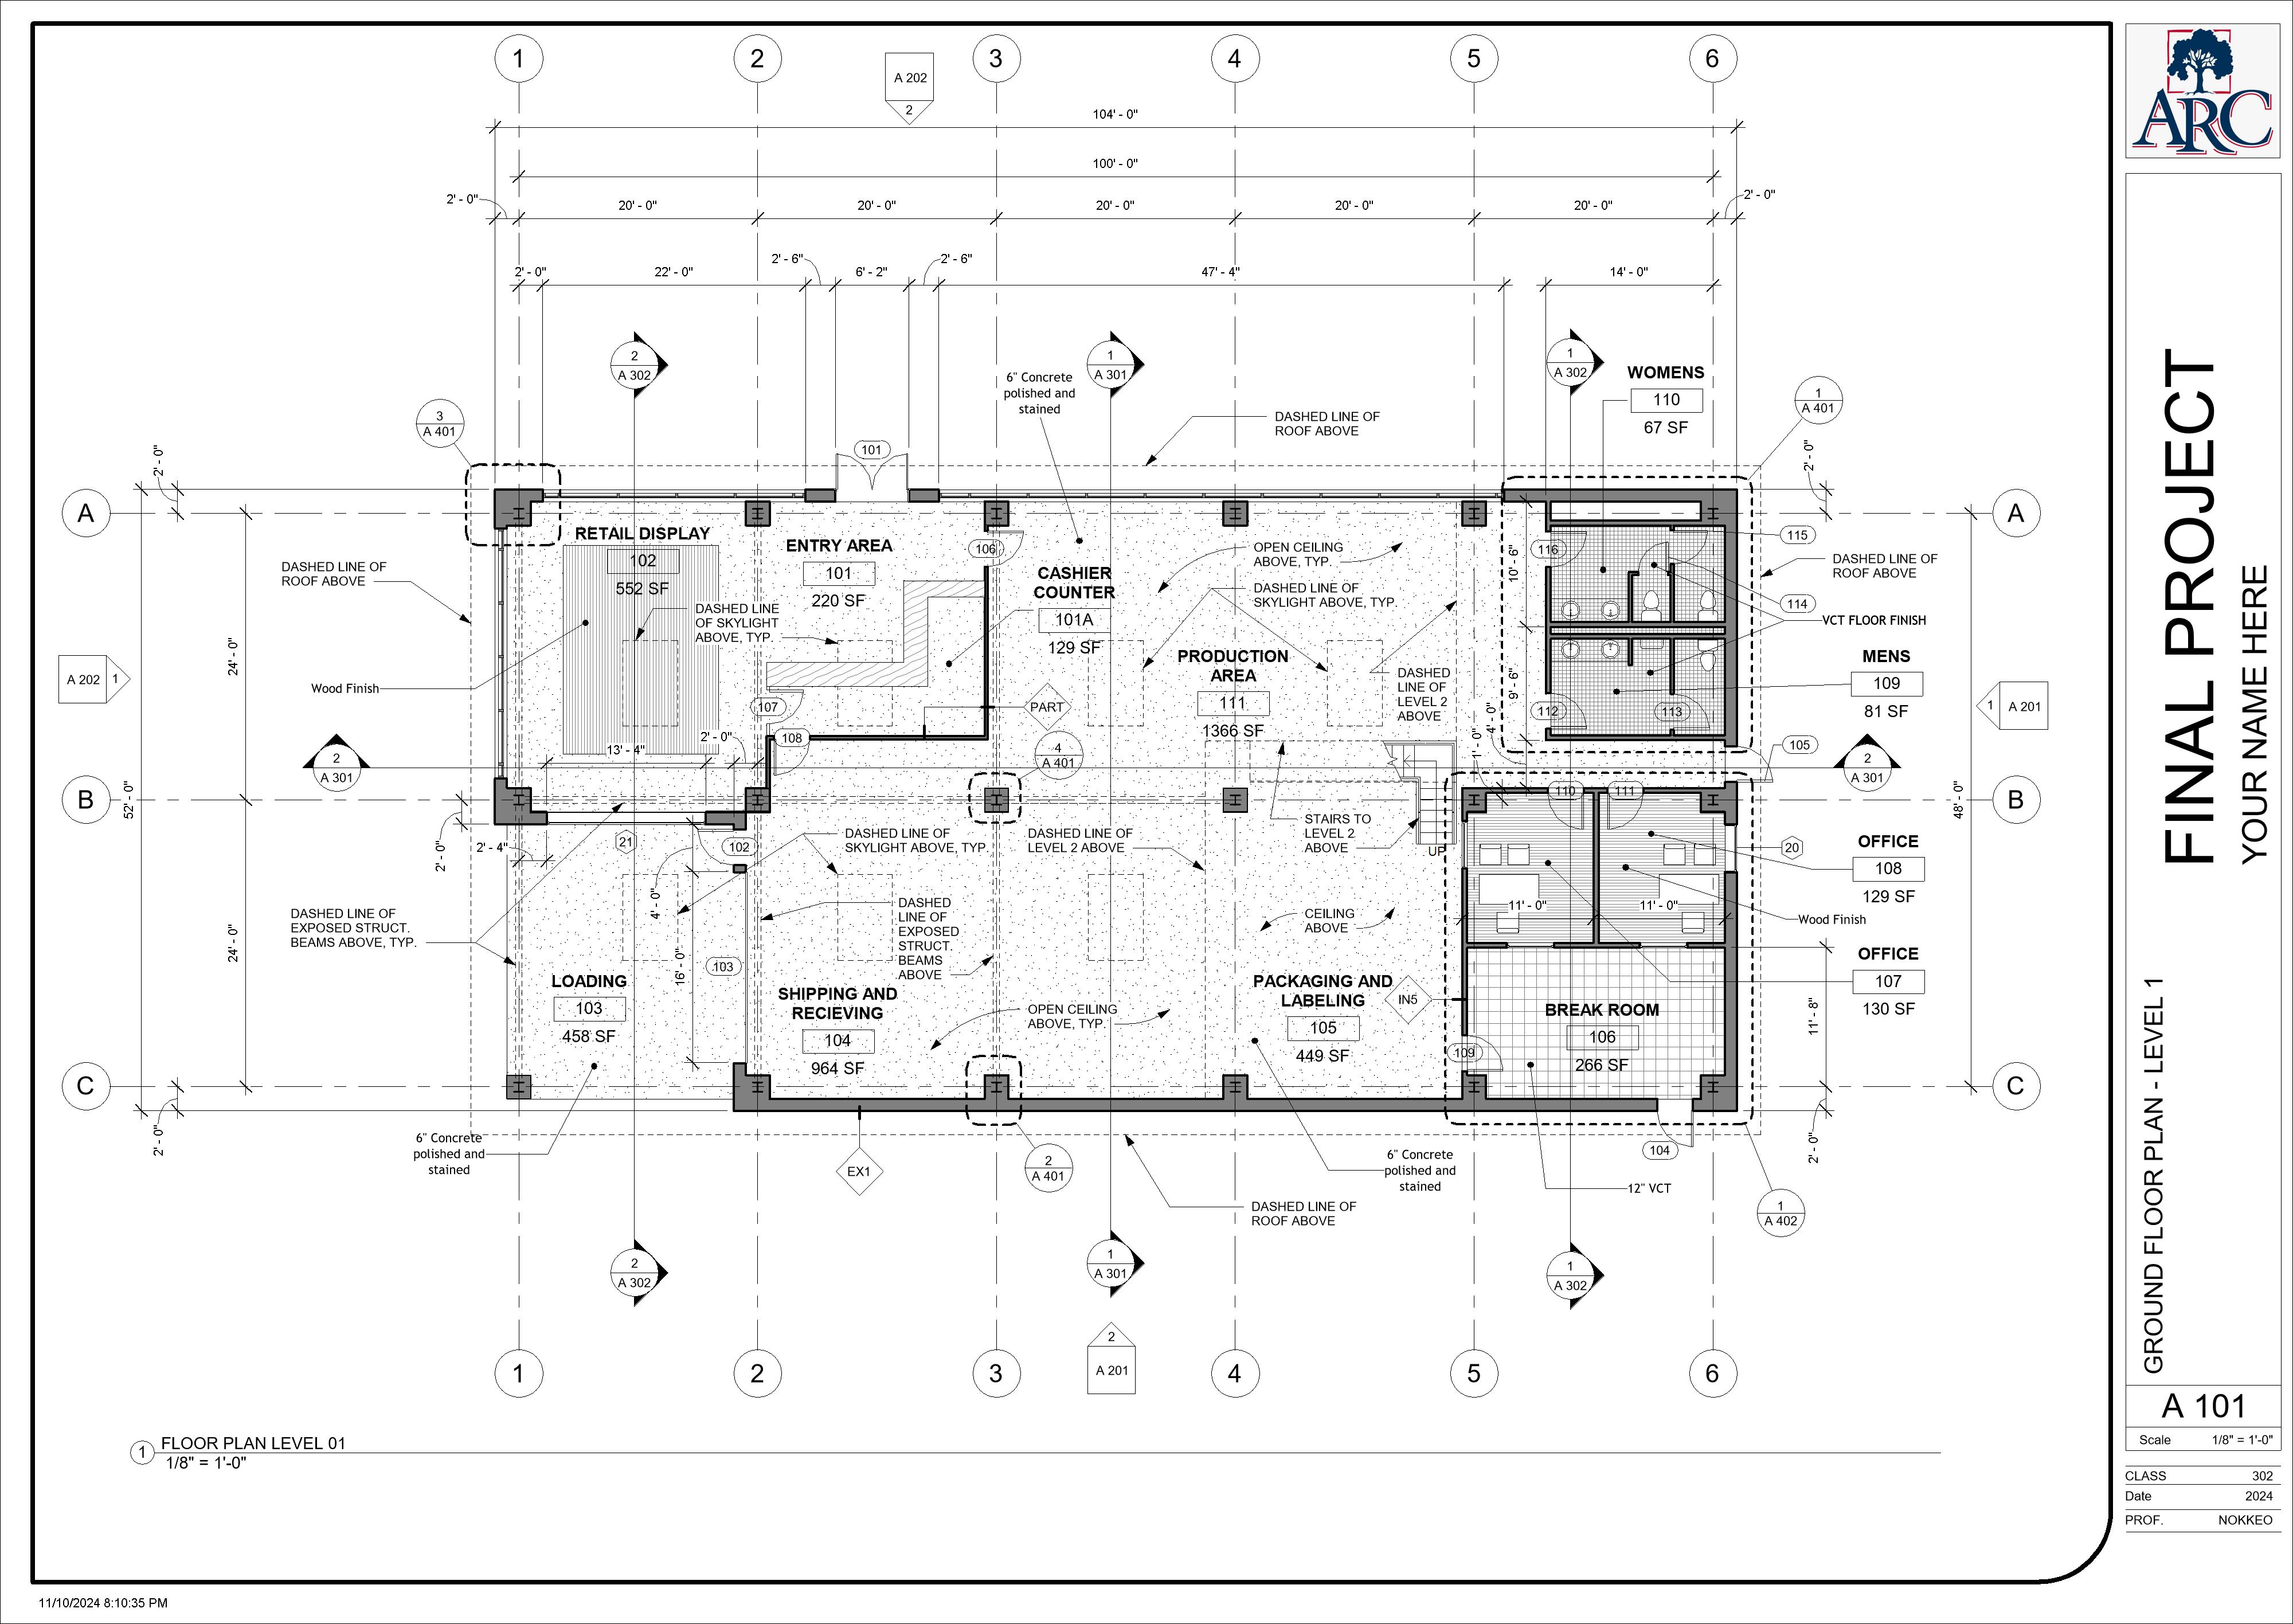 1
2
3
4
5
6
A 202
2
104' - 0"
100' - 0"
2' - 0"
20' - 0"
20' - 0"
20' - 0"
20' - 0"
20' - 0"
2' - 0"
2' - 0"
22' - 0"
2' - 6"
6' - 2"
2' - 6"
47' - 4"
14' - 0"
2
A 302
1
A 301
1
A 302
6" Concrete
polished and
stained
WOMENS
110
67 SF
3
A 401
1
A 401
DASHED LINE OF
ROOF ABOVE
2' - 0"
101
2' - 0"
A
A
RETAIL DISPLAY
102
552 SF
ENTRY AREA
101
220 SF
106
CASHIER
COUNTER
101A
129 SF
OPEN CEILING
ABOVE, TYP.
DASHED LINE OF
SKYLIGHT ABOVE, TYP.
10' - 6"
116
115
114
DASHED LINE OF
ROOF ABOVE
DASHED LINE OF
ROOF ABOVE
DASHED LINE
OF SKYLIGHT
ABOVE, TYP.
VCT FLOOR FINISH
24' - 0"
PRODUCTION
AREA
111
1366 SF
DASHED
LINE OF
LEVEL 2
ABOVE
MENS
109
81 SF
A 202
1
Wood Finish
107
PART
9' - 6"
112
113
1
A 201
13' - 4"
2' - 0"
108
4
A 401
1' - 0"
4' - 0"
105
2
A 301
2
A 301
B
52' - 0"
110
111
48' - 0"
B
2' - 0"
2' - 4"
21
102
DASHED LINE OF
SKYLIGHT ABOVE, TYP.
DASHED LINE OF
LEVEL 2 ABOVE
STAIRS TO
LEVEL 2
ABOVE
UP
20
OFFICE
108
129 SF
DASHED LINE OF
EXPOSED STRUCT.
BEAMS ABOVE, TYP.
24' - 0"
4' - 0"
DASHED
LINE OF
EXPOSED
STRUCT.
BEAMS
ABOVE
CEILING
ABOVE
11' - 0"
11' - 0"
Wood Finish
16' - 0"
103
LOADING
103
458 SF
SHIPPING AND
RECIEVING
104
964 SF
OPEN CEILING
ABOVE, TYP.
PACKAGING AND
LABELING
105
449 SF
IN5
109
BREAK ROOM
106
266 SF
OFFICE
107
130 SF
11' - 8"
C
C
2' - 0"
2' - 0"
6" Concrete
polished and
stained
EX1
2
A 401
6" Concrete
polished and
stained
104
12" VCT
1
A 402
DASHED LINE OF
ROOF ABOVE
2
A 302
1
A 301
1
A 302
2
A 201
1
2
3
4
5
6
1
FLOOR PLAN LEVEL 01
1/8" = 1'-0"
11/10/2024 8:10:35 PM
ARC
FINAL PROJECT
YOUR NAME HERE
GROUND FLOOR PLAN - LEVEL 1
A 101
Scale 1/8" = 1'-0"
CLASS 302
Date 2024
PROF. NOKKEO